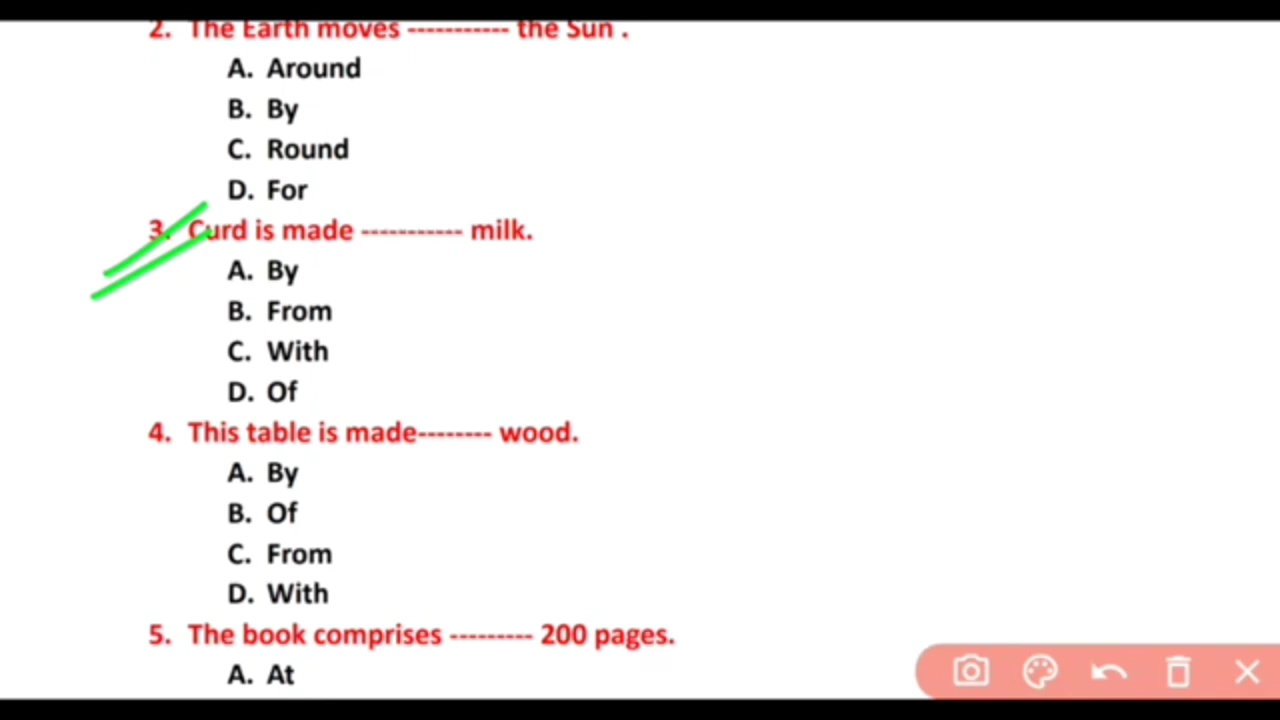 2. The Earth moves ----------- the Sun .
A. Around
B. By
C. Round
D. For
3. Curd is made ----------- milk.
A. By
B. From
C. With
D. Of
4. This table is made-------- wood.
A. By
B. Of
C. From
D. With
5. The book comprises --------- 200 pages.
A. At